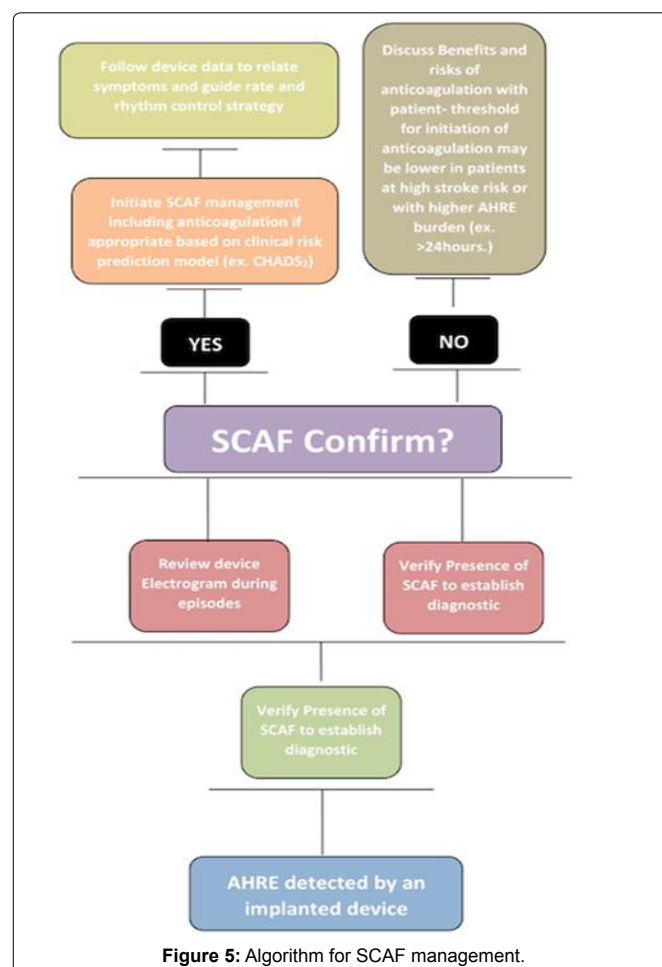 Follow device data to relate
symptoms and guide rate and
rhythm control strategy
Discuss Benefits and
risks of
anticoagulation with
patient- threshold
for initiation of
anticoagulation may
be lower in patients
at high stroke risk or
with higher AHRE
burden (ex.
>24hours.)
Initiate SCAF management
including anticoagulation if
appropriate based on clinical risk
prediction model (ex. CHADS₂)
YES
NO
SCAF Confirm?
Review device
Electrogram during
episodes
Verify Presence of
SCAF to establish
diagnostic
Verify Presence of
SCAF to establish
diagnostic
AHRE detected by an
implanted device
Figure 5: Algorithm for SCAF management.